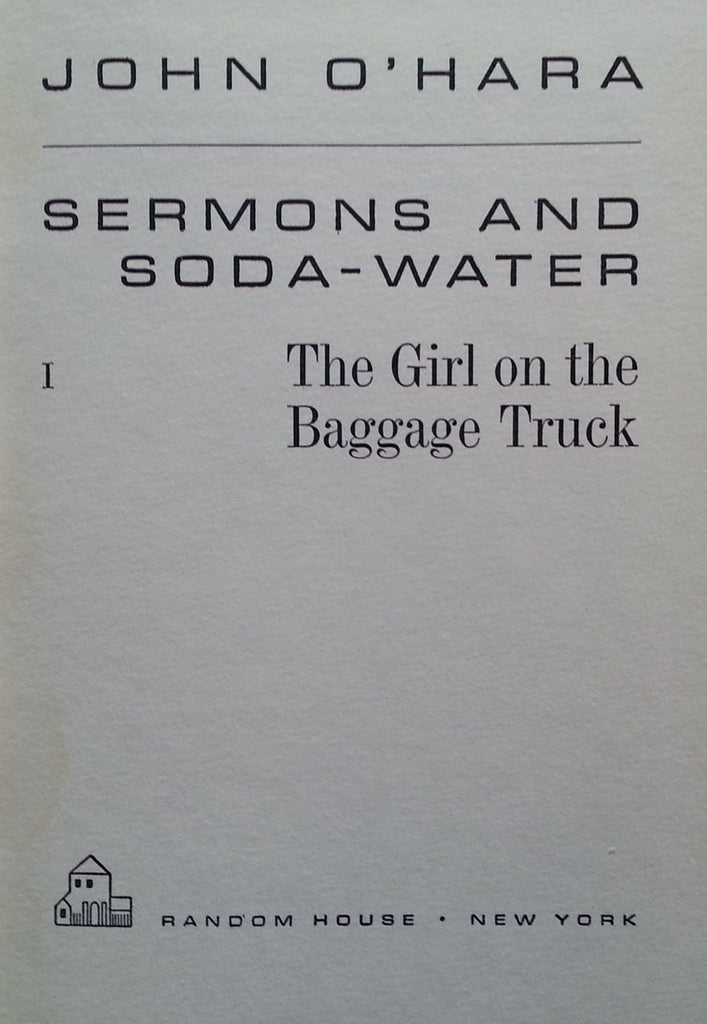 JOHN O'HARA
SERMONS AND
SODA-WATER
I The Girl on the
Baggage Truck
RANDOM HOUSE · NEW YORK